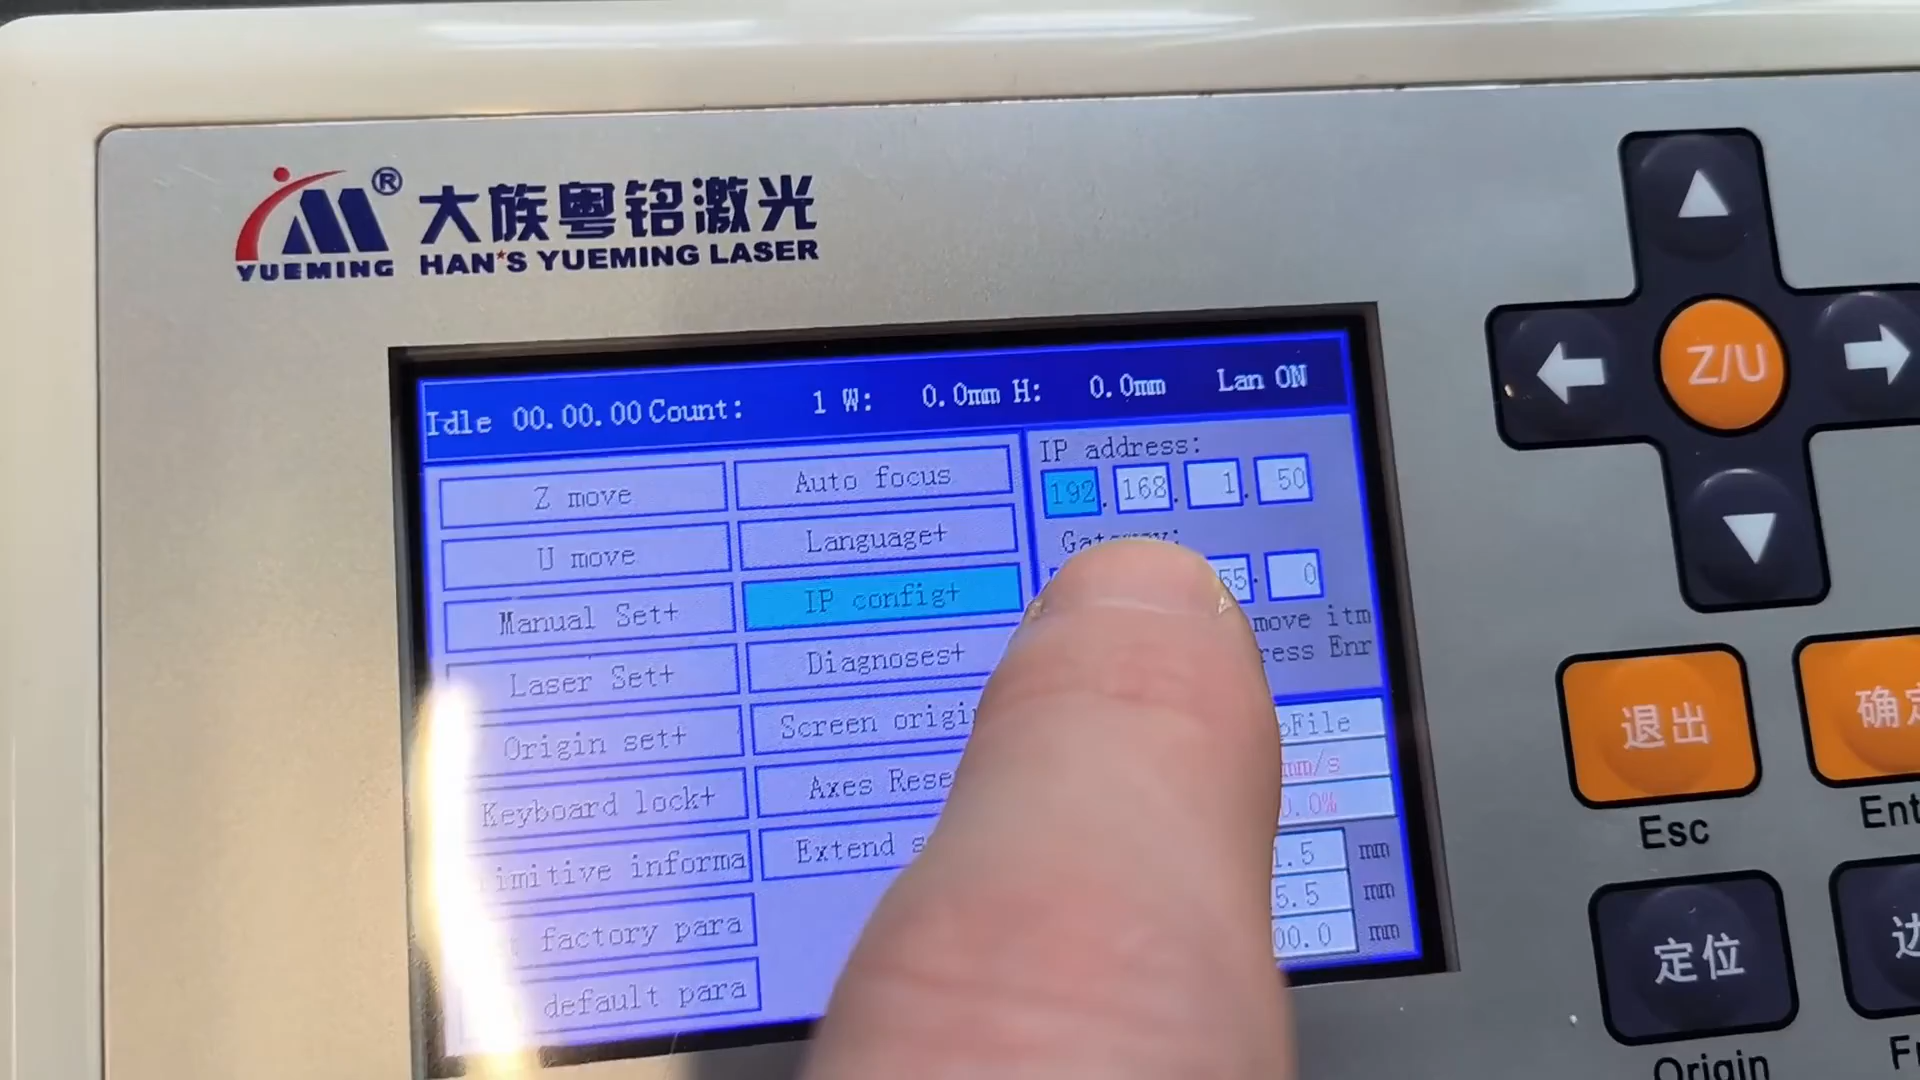 YUEMING ®
大族粤铭激光
HAN'S YUEMING LASER
Idle 00.00.00 Count: 1 W: 0.0mm H: 0.0mm Lan ON
Z move
U move
Manual Set+
Laser Set+
Origin set+
Keyboard lock+
imitive informa
factory para
default para
Auto focus
Language+
IP config+
Diagnoses+
Screen origi
Axes Rese
Extend s
IP address:
192. 168. 1. 50
Gateway:
55. 0
move itm
ress Enr
oFile
mm/s
0.0%
1.5 mm
5.5 mm
00.0 mm
Z/U
退出
Esc
确定
Ent
定位
Origin
边
Fr